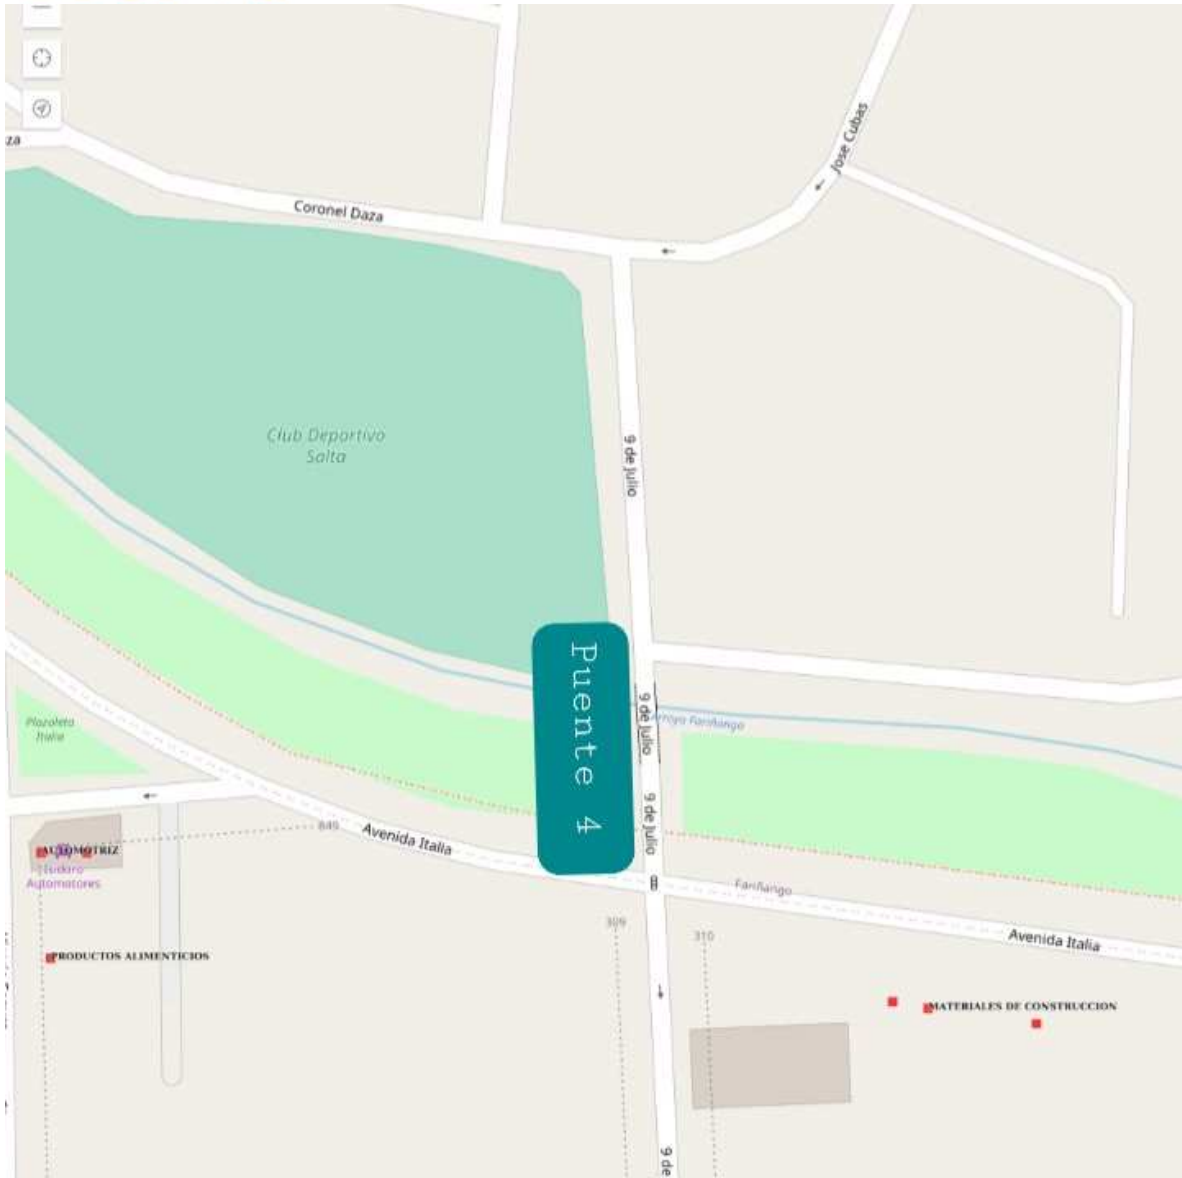 Jose Cubas
za
Coronel Daza
Club Deportivo
Salta
9 de Julio
Puente 4
9 de Julio
Arroyo Fariñango
Plazoleta
Italia
9 de Julio
849
Avenida Italia
AUTOMOTRIZ
Isidoro
Automotores
Fariñango
309
310
Avenida Italia
PRODUCTOS ALIMENTICIOS
MATERIALES DE CONSTRUCCION
9 de